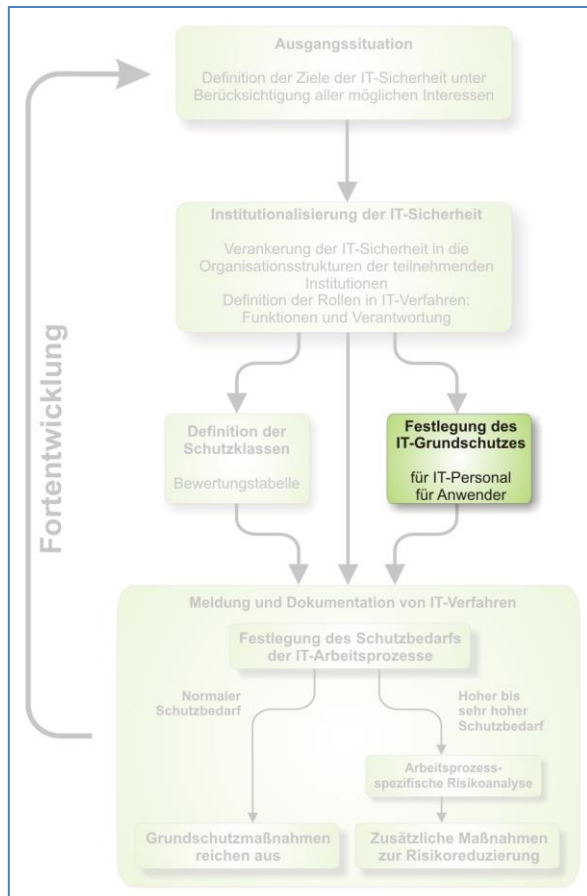 Ausgangssituation
Definition der Ziele der IT-Sicherheit unter
Berücksichtigung aller möglichen Interessen
Institutionalisierung der IT-Sicherheit
Verankerung der IT-Sicherheit in die
Organisationsstrukturen der teilnehmenden
Institutionen
Definition der Rollen in IT-Verfahren:
Funktionen und Verantwortung
Fortentwicklung
Definition der
Schutzklassen
Bewertungstabelle
Festlegung des
IT-Grundschutzes
für IT-Personal
für Anwender
Meldung und Dokumentation von IT-Verfahren
Festlegung des Schutzbedarfs
der IT-Arbeitsprozesse
Normaler
Schutzbedarf
Hoher bis
sehr hoher
Schutzbedarf
Arbeitsprozess-
spezifische Risikoanalyse
Grundschutzmaßnahmen
reichen aus
Zusätzliche Maßnahmen
zur Risikoreduzierung